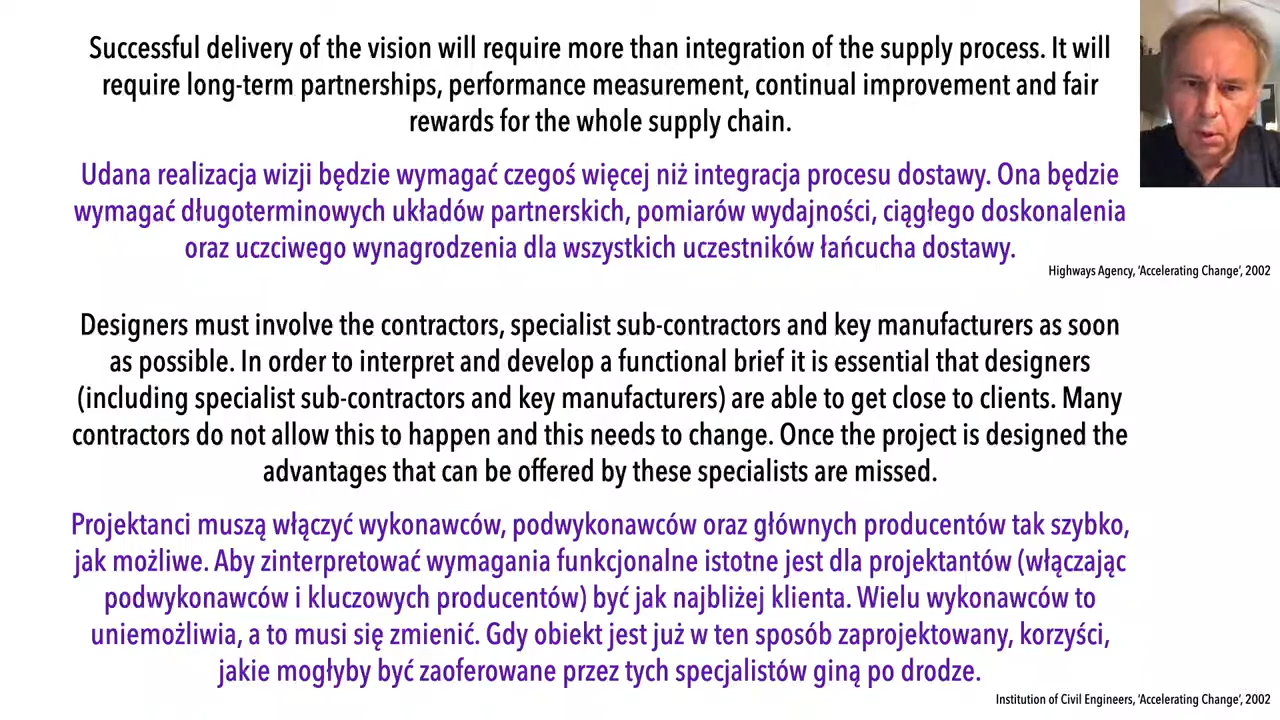 Successful delivery of the vision will require more than integration of the supply process. It will
require long-term partnerships, performance measurement, continual improvement and fair
rewards for the whole supply chain.
Udana realizacja wizji będzie wymagać czegoś więcej niż integracja procesu dostawy. Ona będzie
wymagać długoterminowych układów partnerskich, pomiarów wydajności, ciągłego doskonalenia
oraz uczciwego wynagrodzenia dla wszystkich uczestników łańcucha dostawy.
Highways Agency, ‘Accelerating Change’, 2002
Designers must involve the contractors, specialist sub-contractors and key manufacturers as soon
as possible. In order to interpret and develop a functional brief it is essential that designers
(including specialist sub-contractors and key manufacturers) are able to get close to clients. Many
contractors do not allow this to happen and this needs to change. Once the project is designed the
advantages that can be offered by these specialists are missed.
Projektanci muszą włączyć wykonawców, podwykonawców oraz głównych producentów tak szybko,
jak możliwe. Aby zinterpretować wymagania funkcjonalne istotne jest dla projektantów (włączając
podwykonawców i kluczowych producentów) być jak najbliżej klienta. Wielu wykonawców to
uniemożliwia, a to musi się zmienić. Gdy obiekt jest już w ten sposób zaprojektowany, korzyści,
jakie mogłyby być zaoferowane przez tych specjalistów giną po drodze.
Institution of Civil Engineers, ‘Accelerating Change’, 2002